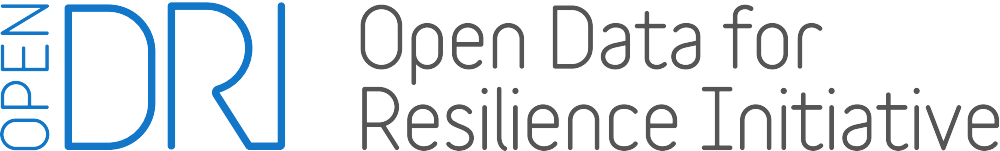 OPEN
DRI
Open Data for
Resilience Initiative